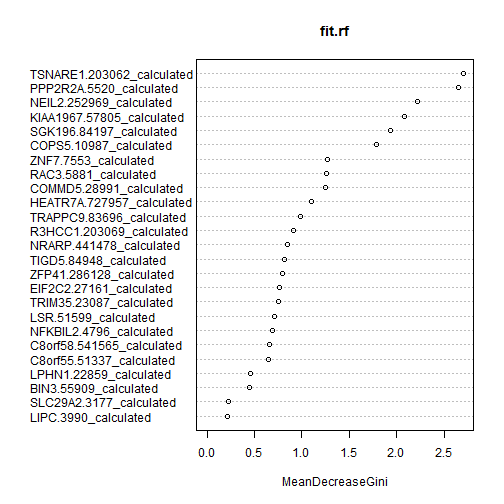 fit.rf
TSNARE1.203062_calculated
PPP2R2A.5520_calculated
NEIL2.252969_calculated
KIAA1967.57805_calculated
SGK196.84197_calculated
COPS5.10987_calculated
ZNF7.7553_calculated
RAC3.5881_calculated
COMMD5.28991_calculated
HEATR7A.727957_calculated
TRAPPC9.83696_calculated
R3HCC1.203069_calculated
NRARP.441478_calculated
TIGD5.84948_calculated
ZFP41.286128_calculated
EIF2C2.27161_calculated
TRIM35.23087_calculated
LSR.51599_calculated
NFKBIL2.4796_calculated
C8orf58.541565_calculated
C8orf55.51337_calculated
LPHN1.22859_calculated
BIN3.55909_calculated
SLC29A2.3177_calculated
LIPC.3990_calculated
0.0 0.5 1.0 1.5 2.0 2.5
MeanDecreaseGini